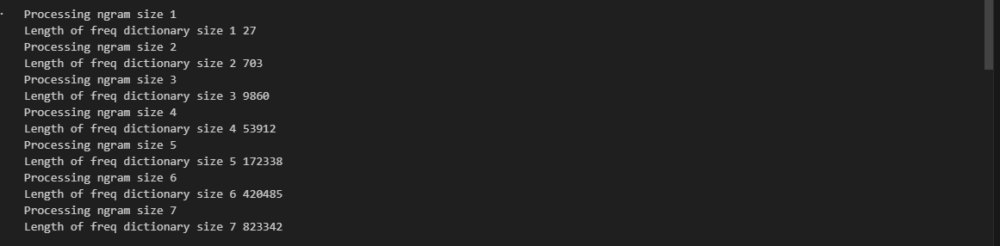 Processing ngram size 1
Length of freq dictionary size 1 27
Processing ngram size 2
Length of freq dictionary size 2 703
Processing ngram size 3
Length of freq dictionary size 3 9860
Processing ngram size 4
Length of freq dictionary size 4 53912
Processing ngram size 5
Length of freq dictionary size 5 172338
Processing ngram size 6
Length of freq dictionary size 6 420485
Processing ngram size 7
Length of freq dictionary size 7 823342